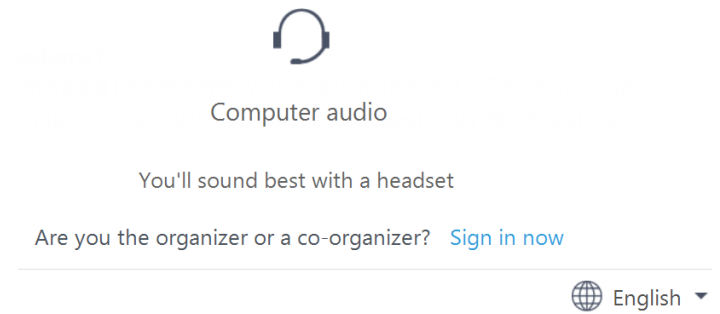 Computer audio
You'll sound best with a headset
Are you the organizer or a co-organizer? Sign in now
English